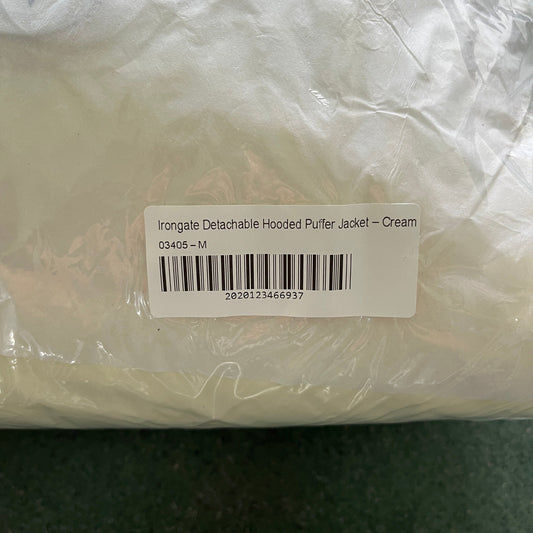 Irongate Detachable Hooded Puffer Jacket – Cream
03405 – M
2020123466937